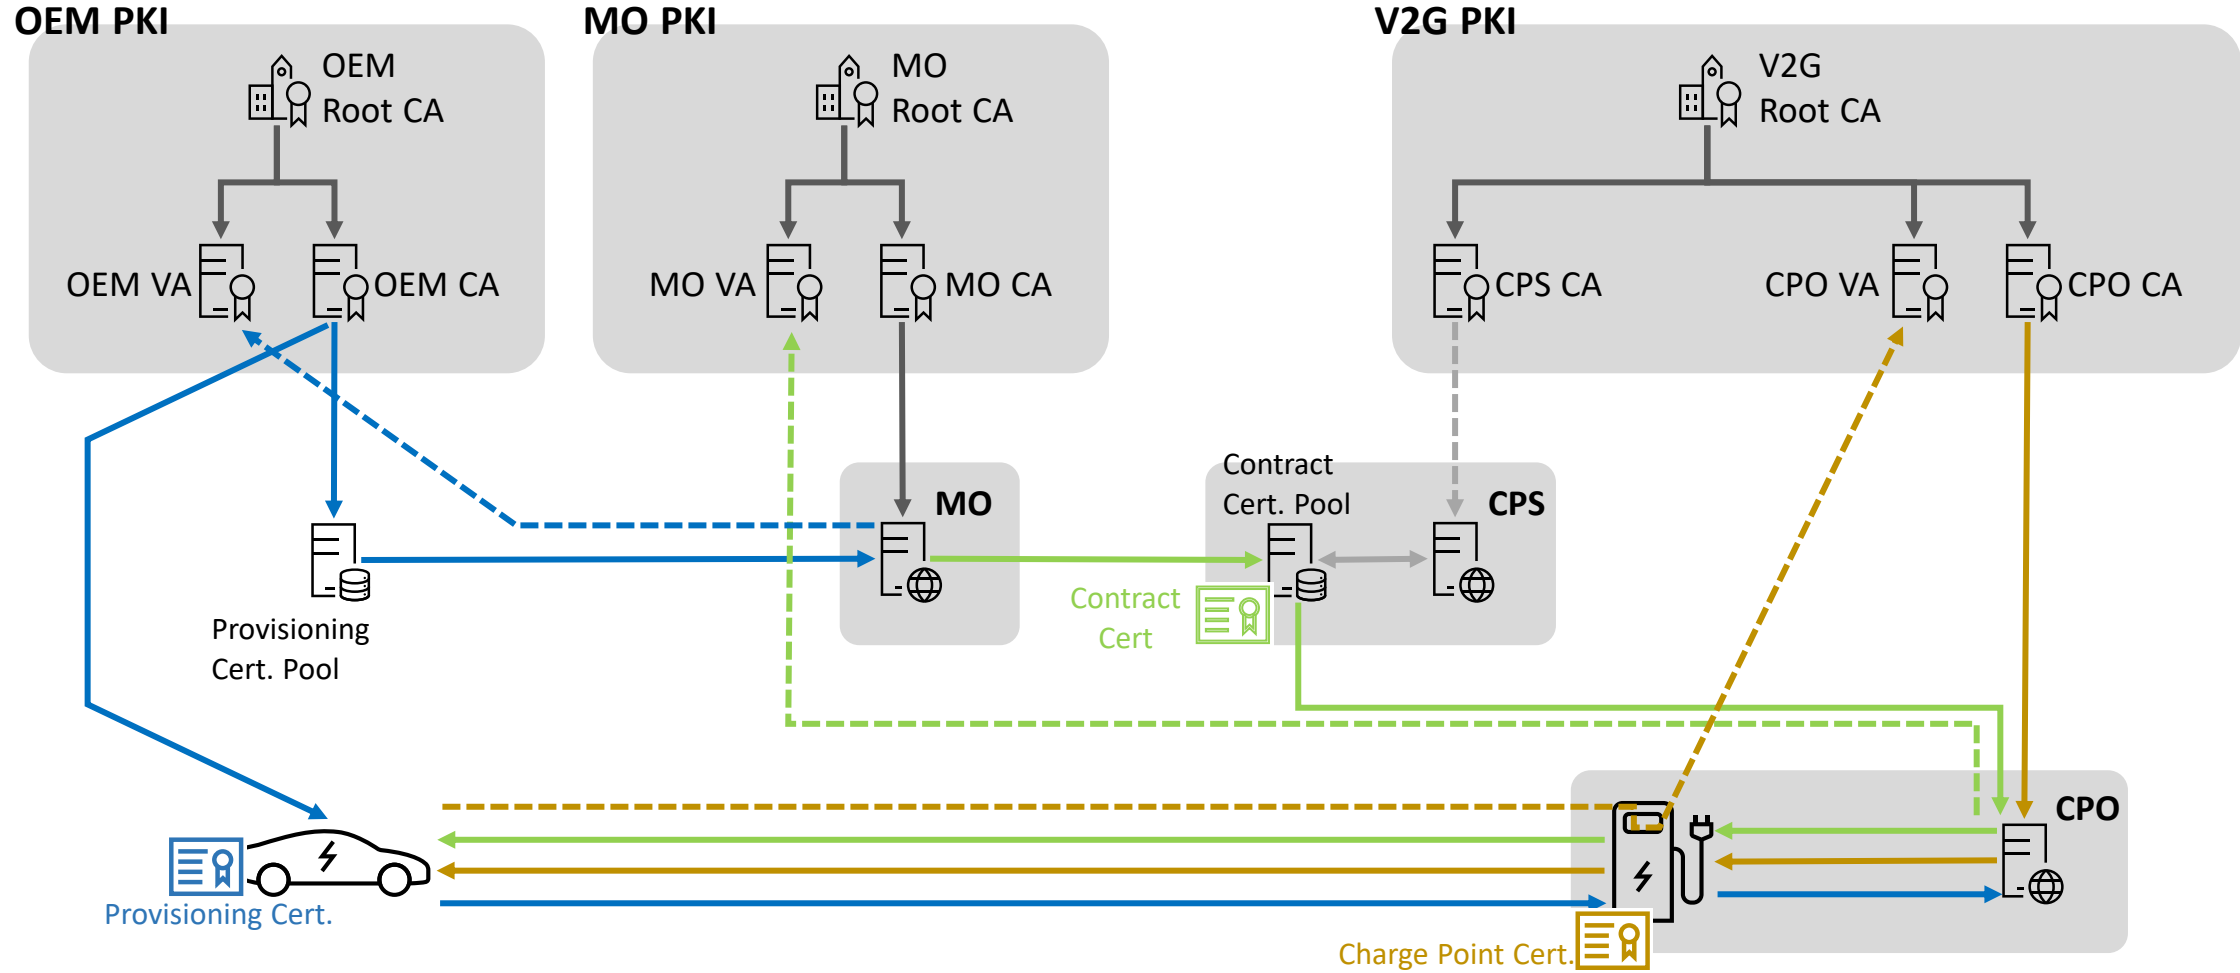 OEM PKI
MO PKI
V2G PKI
OEM
Root CA
MO
Root CA
V2G
Root CA
OEM VA
OEM CA
MO VA
MO CA
CPS CA
CPO VA
CPO CA
Contract
Cert. Pool
MO
CPS
Contract
Cert
Provisioning
Cert. Pool
CPO
Provisioning Cert.
Charge Point Cert.